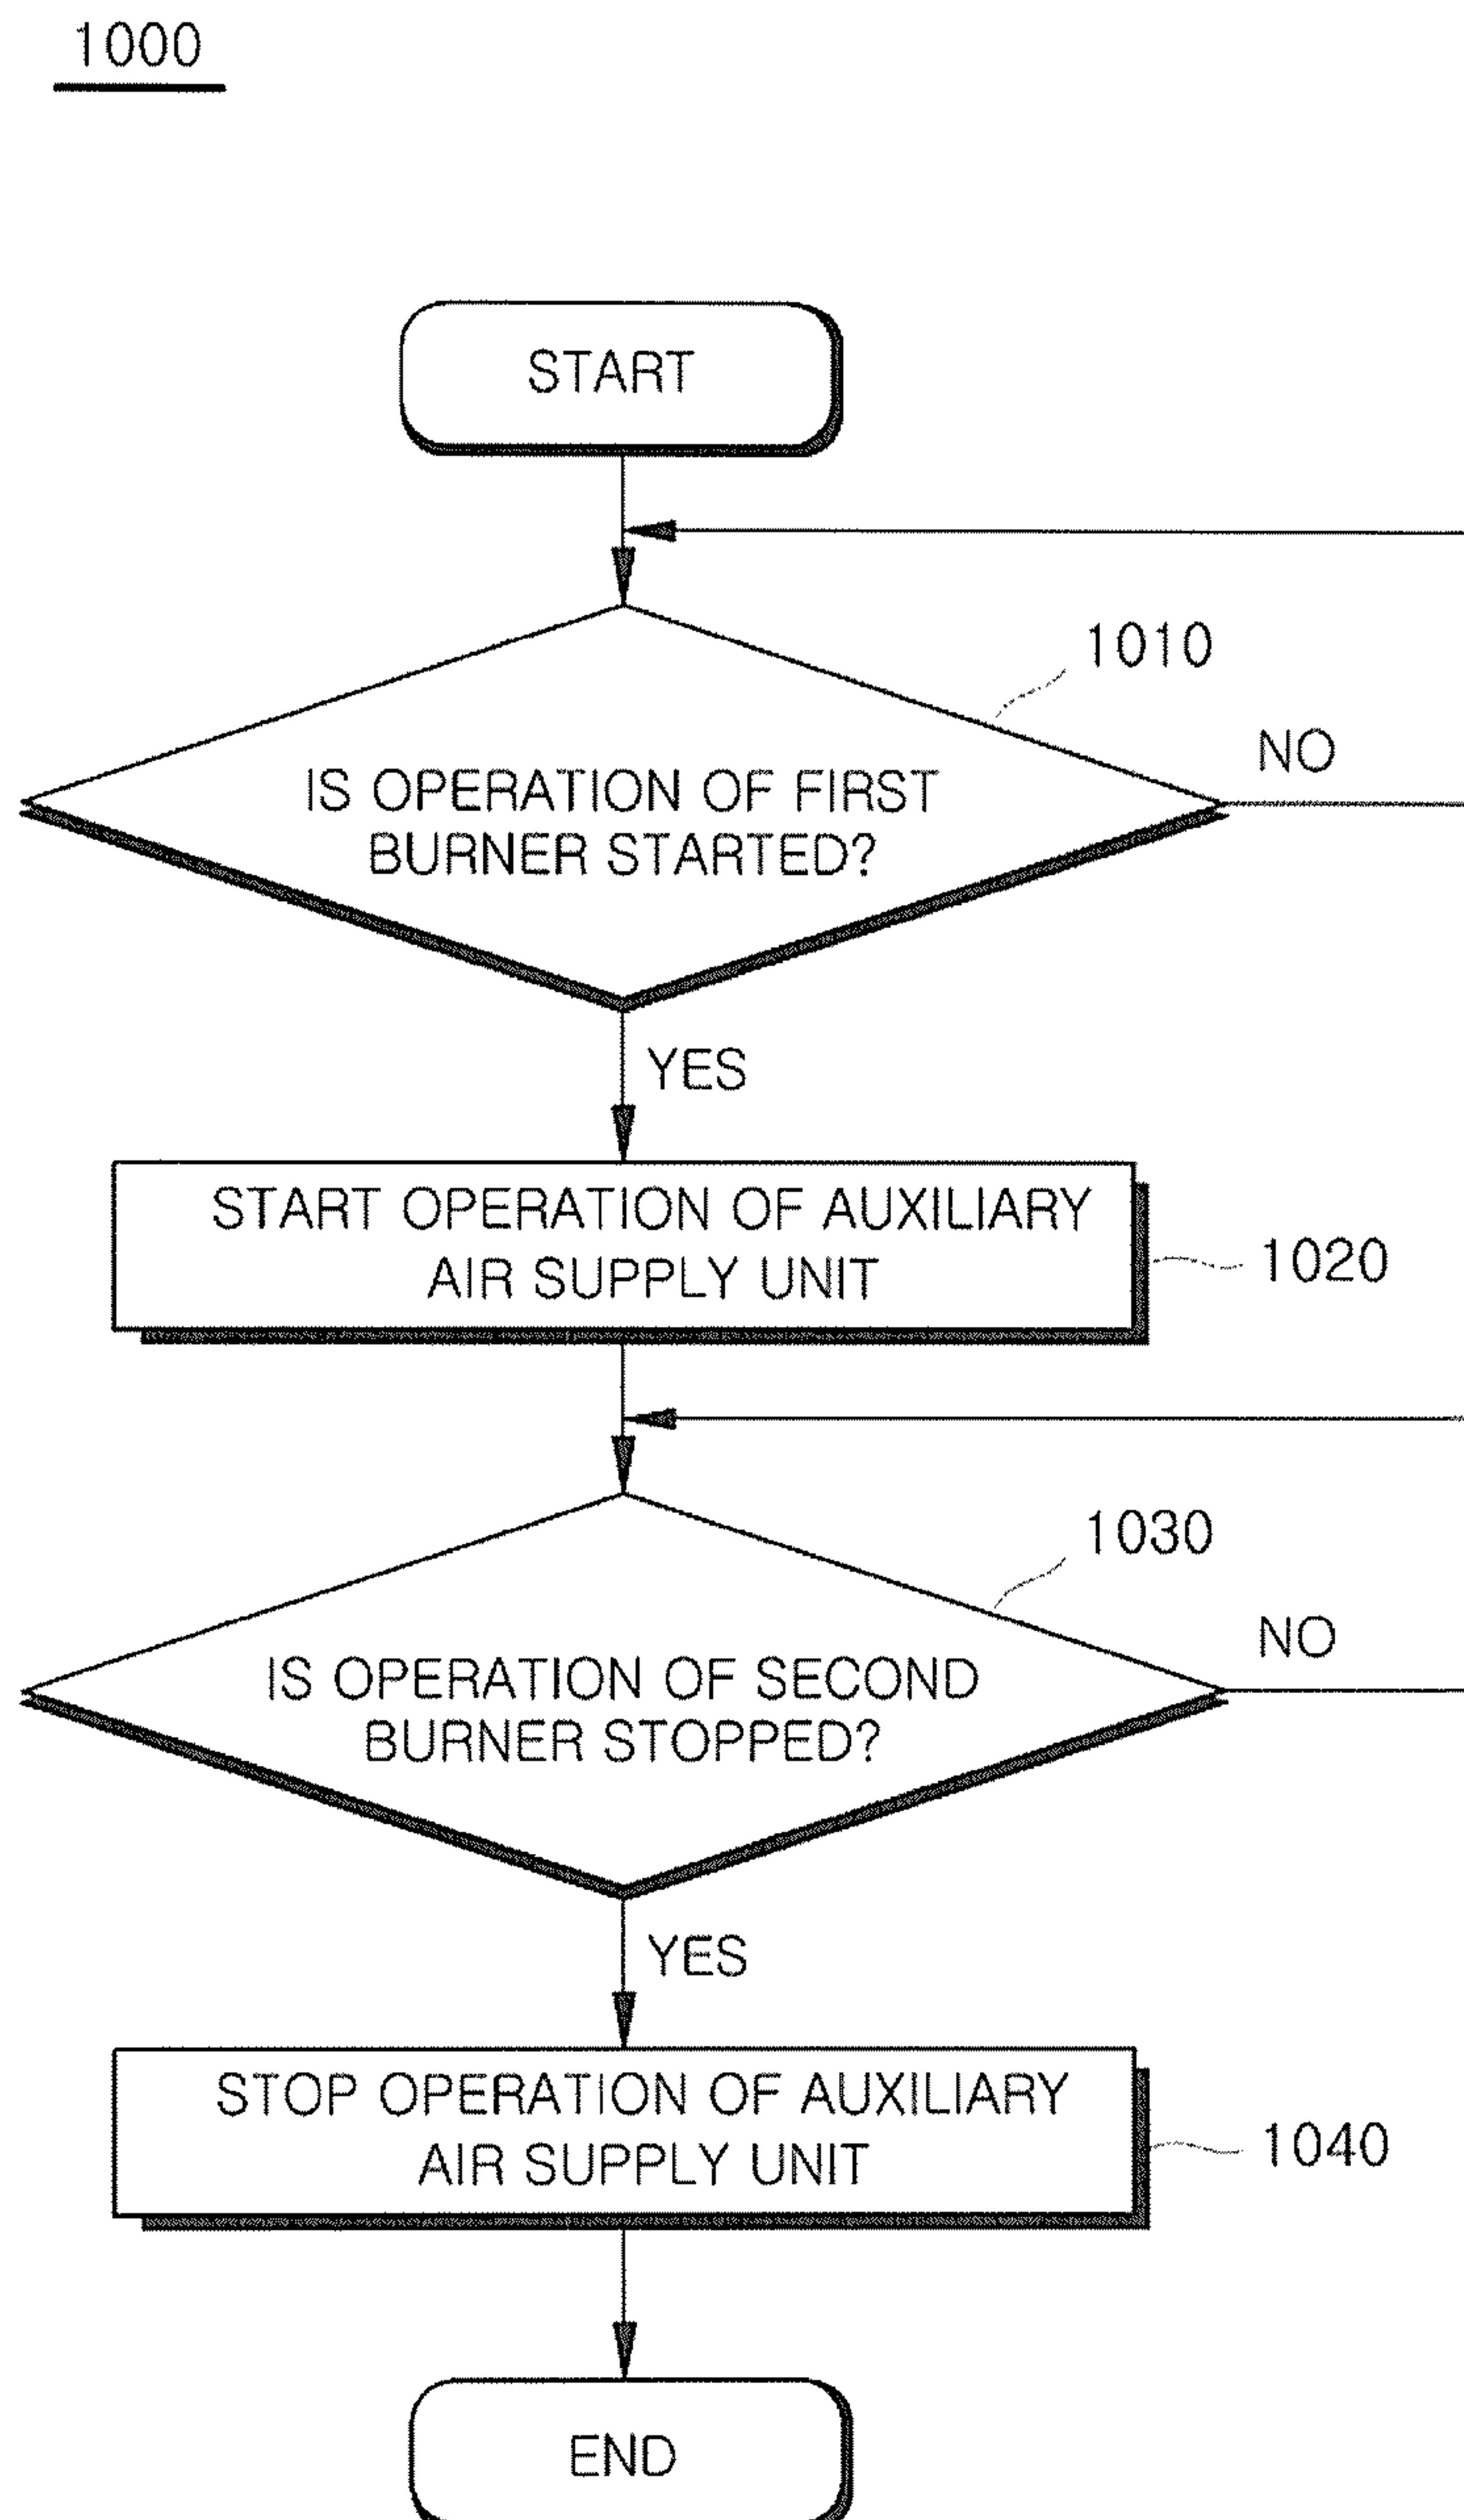 1000
START
1010
NO
IS OPERATION OF FIRST
BURNER STARTED?
YES
START OPERATION OF AUXILIARY
AIR SUPPLY UNIT
1020
1030
NO
IS OPERATION OF SECOND
BURNER STOPPED?
YES
STOP OPERATION OF AUXILIARY
AIR SUPPLY UNIT
1040
END